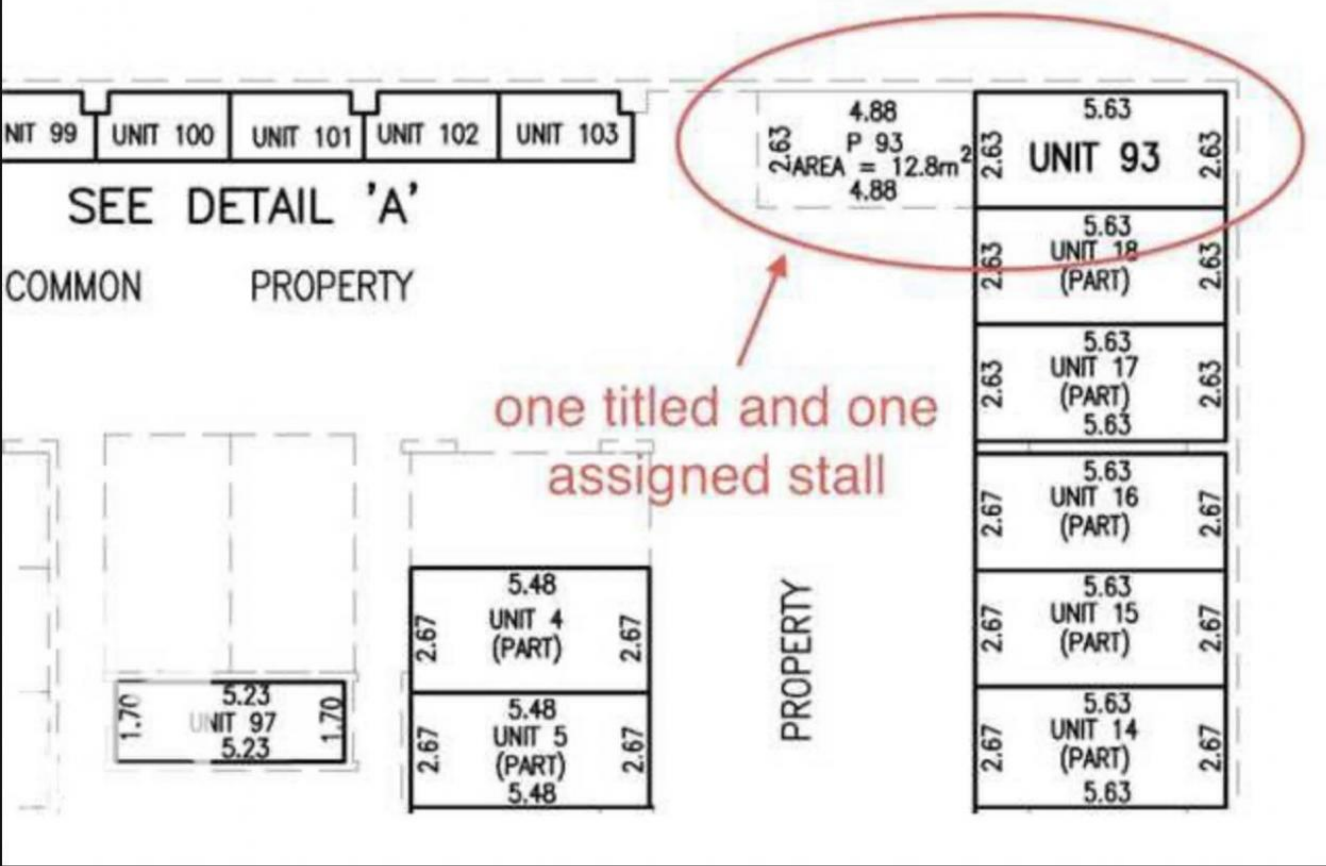 NIT 99
UNIT 100
UNIT 101
UNIT 102
UNIT 103
4.88
2.63
P 93
AREA = 12.8m²
4.88
5.63
2.63
UNIT 93
2.63
SEE DETAIL 'A'
5.63
2.63
UNIT 18
2.63
(PART)
COMMON PROPERTY
5.63
2.63
UNIT 17
2.63
(PART)
5.63
one titled and one
assigned stall
5.63
2.67
UNIT 16
2.67
(PART)
5.48
2.67
UNIT 4
2.67
(PART)
PROPERTY
5.63
2.67
UNIT 15
2.67
(PART)
1.70
5.23
UNIT 97
1.70
5.23
5.48
2.67
UNIT 5
2.67
(PART)
5.48
5.63
2.67
UNIT 14
2.67
(PART)
5.63